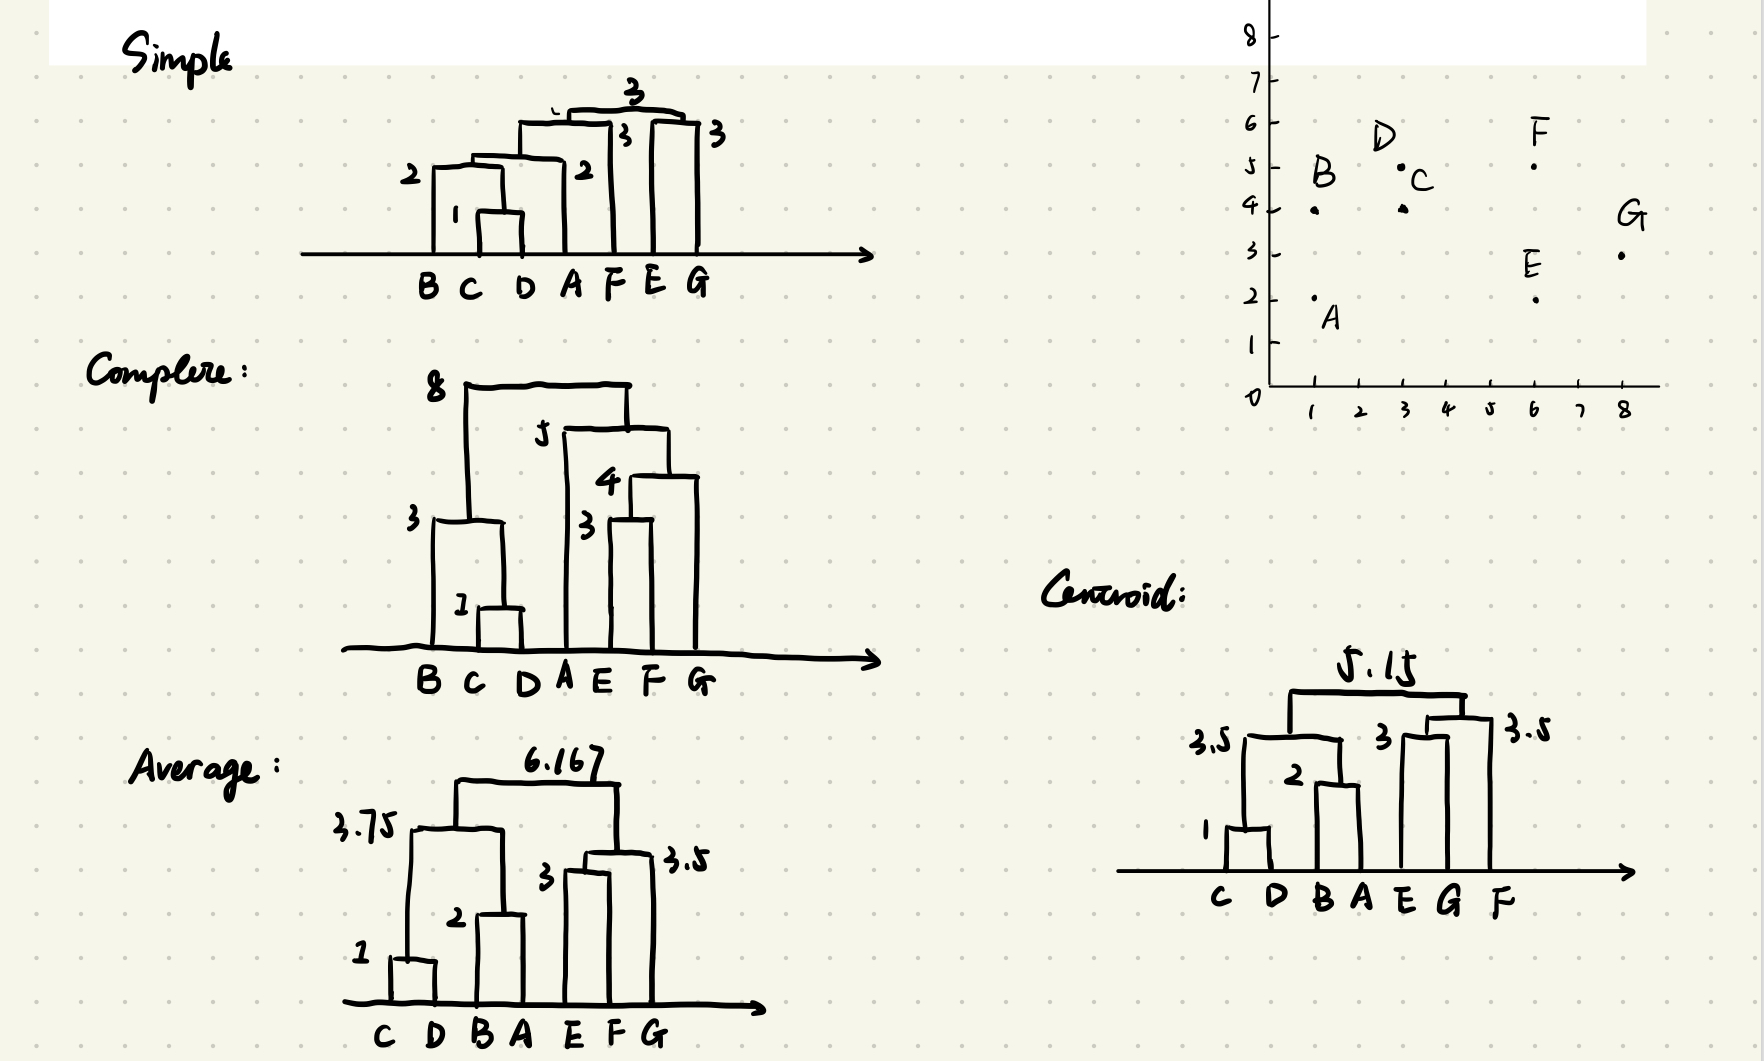 Simple
3
2
2
3
3
1
B C D A F E G
Complere:
8
5
4
3
3
1
B C D A E F G
Average:
6.167
3.75
3.5
3
2
1
C D B A E F G
8
7
6
5
4
3
2
1
0
1 2 3 4 5 6 7 8
D
F
B
C
G
E
A
Centroid:
5.15
3.5
3
3.5
2
1
C D B A E G F